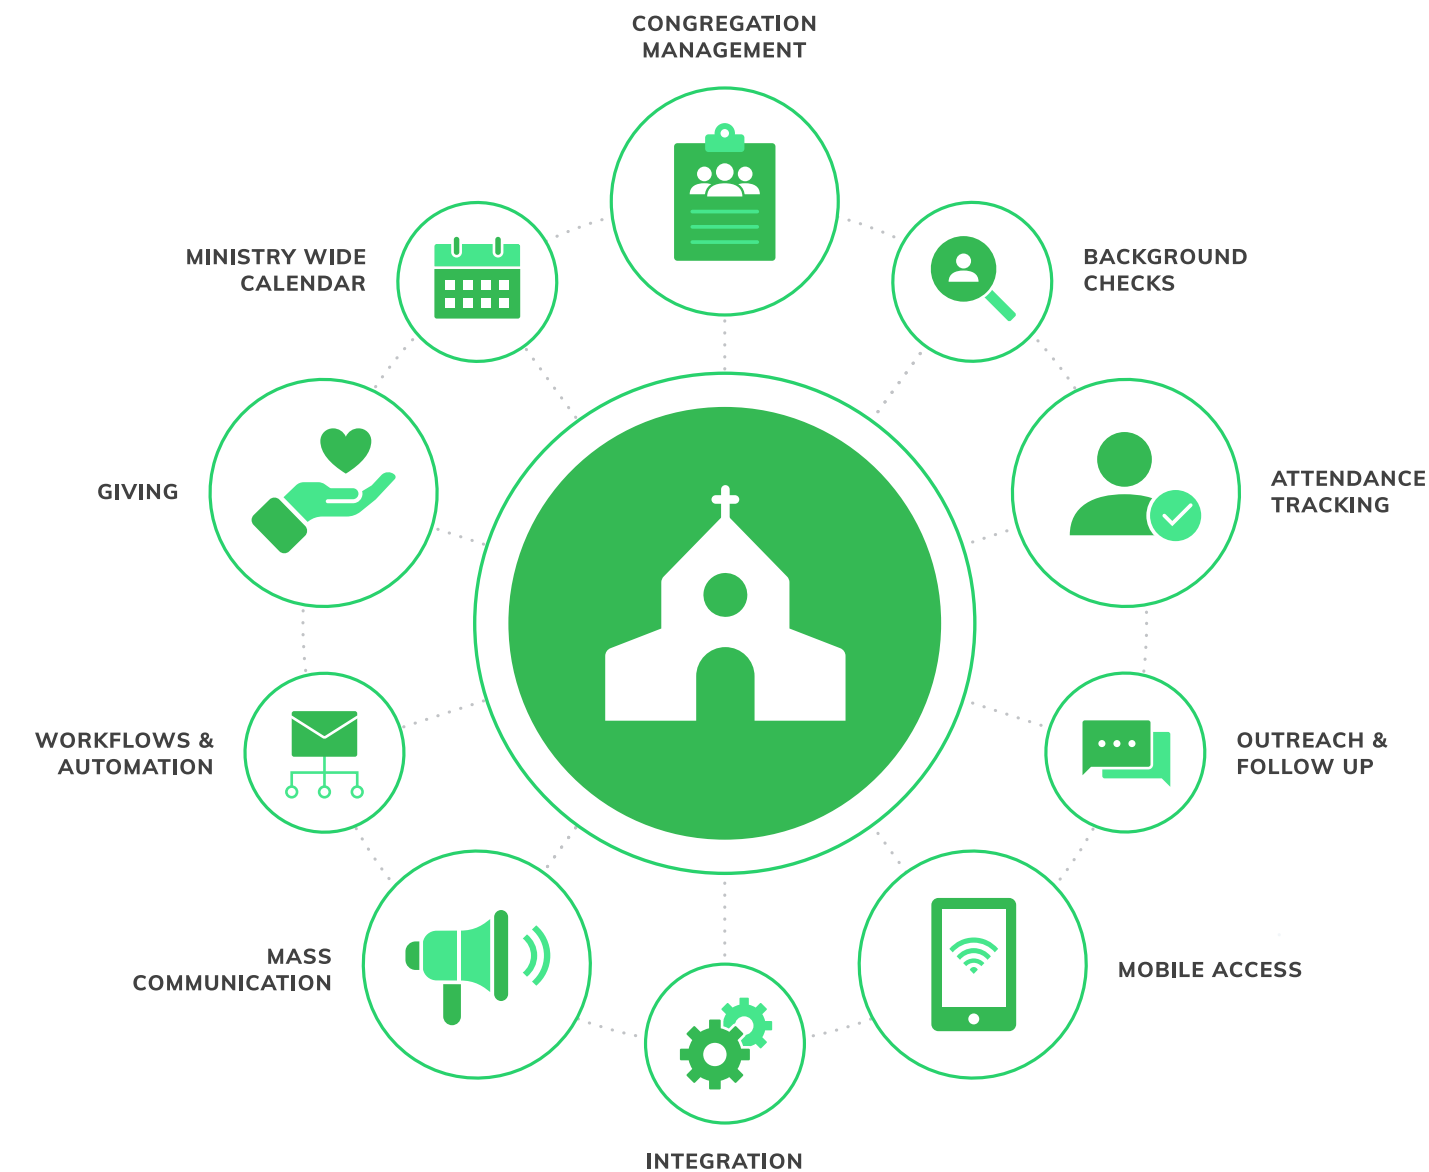 CONGREGATION
MANAGEMENT
MINISTRY WIDE
CALENDAR
BACKGROUND
CHECKS
GIVING
ATTENDANCE
TRACKING
WORKFLOWS &
AUTOMATION
OUTREACH &
FOLLOW UP
MASS
COMMUNICATION
MOBILE ACCESS
INTEGRATION